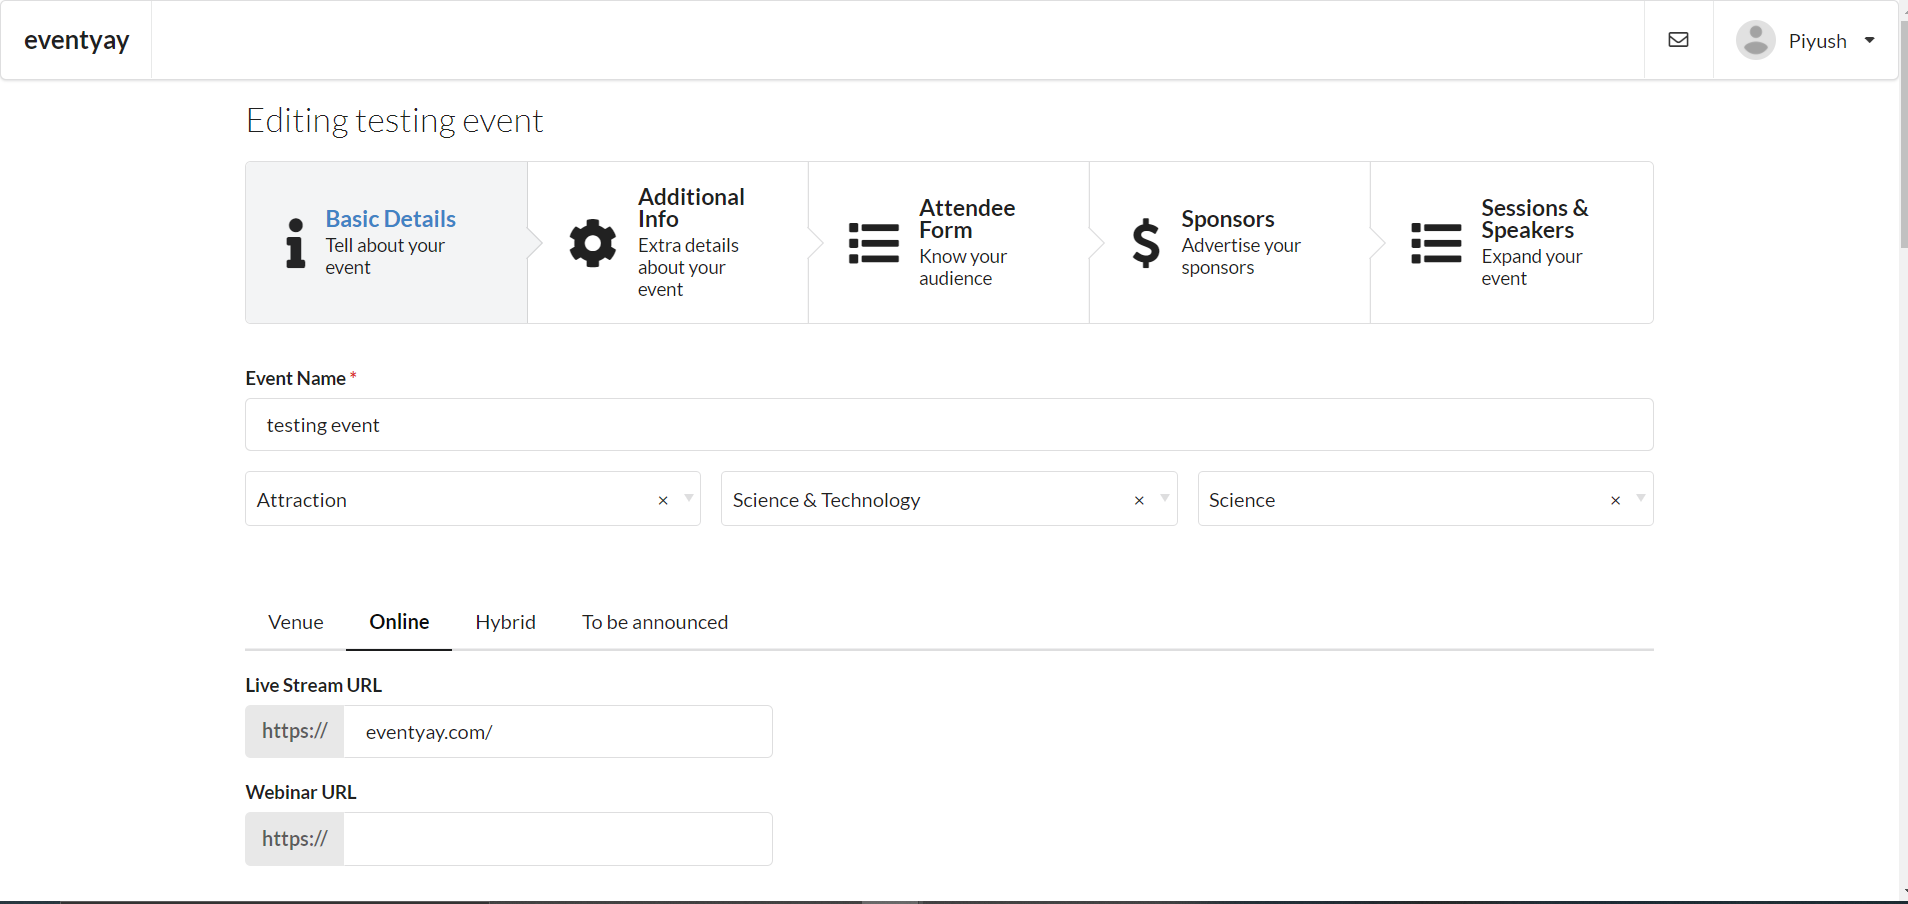 eventyay
Piyush
Editing testing event
Basic Details
Tell about your
event
Additional
Info
Extra details
about your
event
Attendee
Form
Know your
audience
Sponsors
Advertise your
sponsors
Sessions &
Speakers
Expand your
event
Event Name *
testing event
Attraction × Science & Technology × Science ×
Venue Online Hybrid To be announced
Live Stream URL
https:// eventyay.com/
Webinar URL
https://